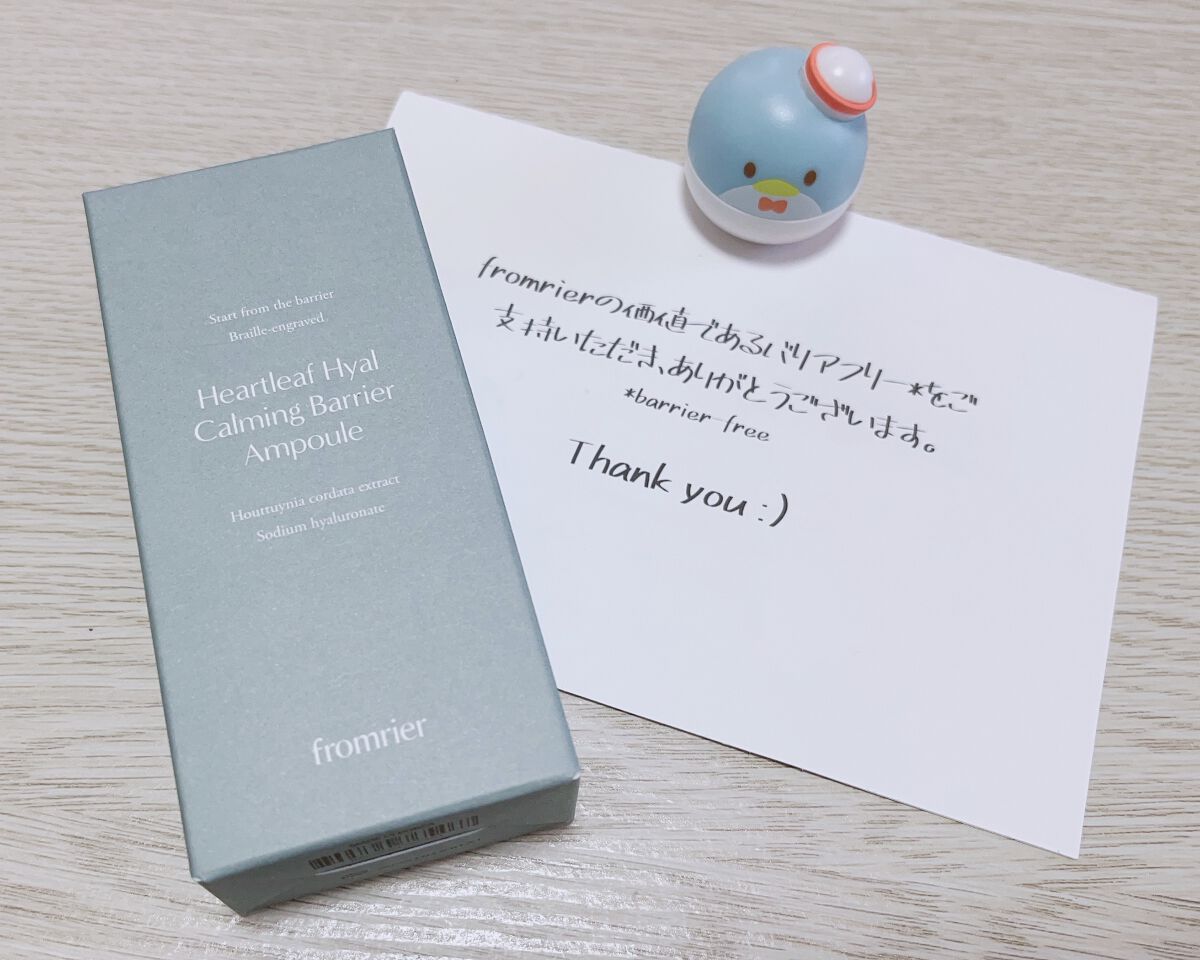 Start from the barrier
Braille-engraved
Heartleaf Hyal
Calming Barrier
Ampoule
Houttuynia cordata extract
Sodium hyaluronate
fromrier
fromrierの価値であるバリアフリー*をご
支持いただき、ありがとうございます。
*barrier-free
Thank you :)